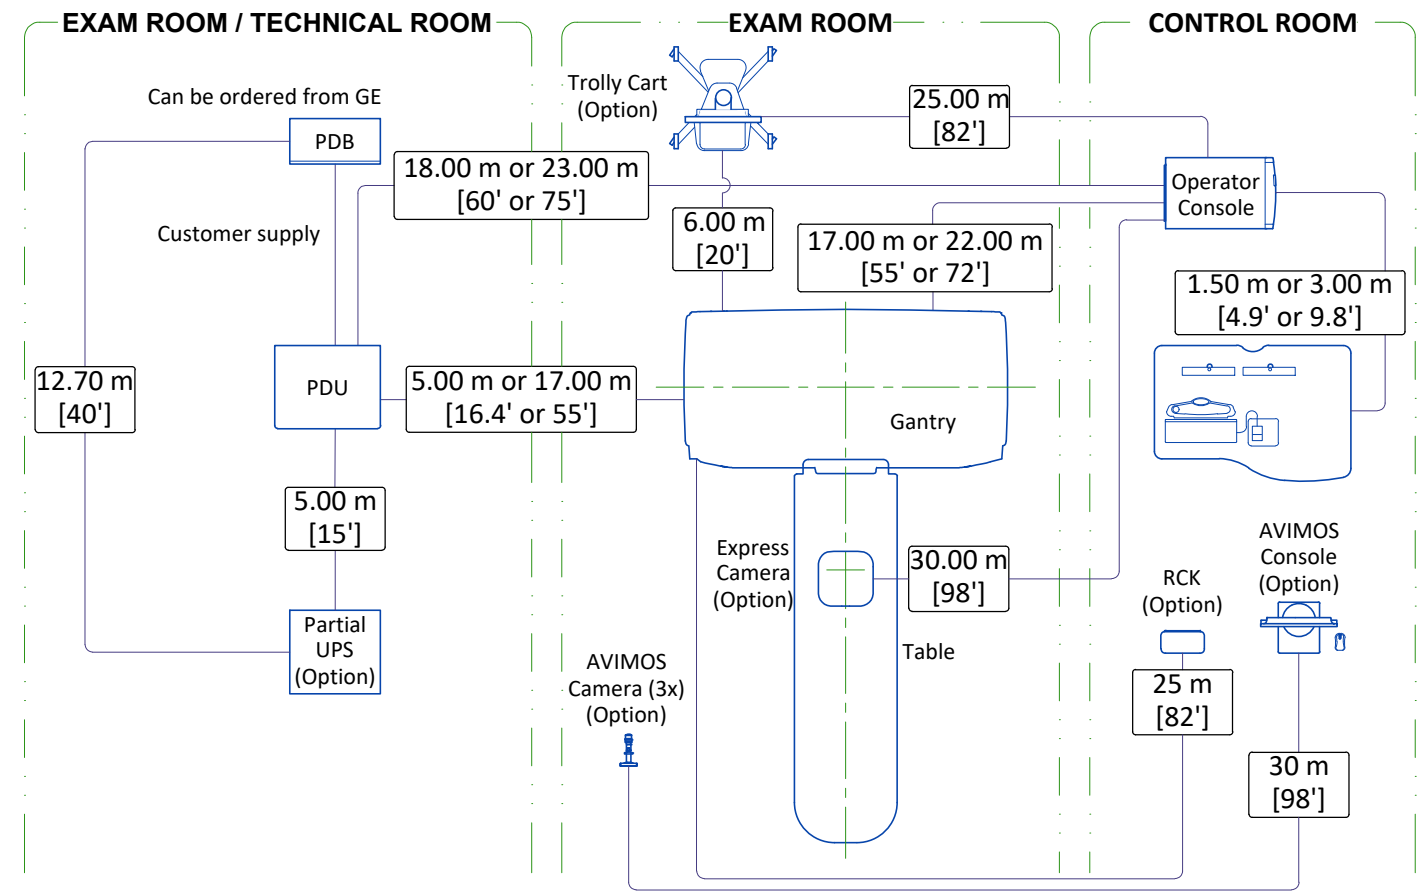 EXAM ROOM / TECHNICAL ROOM
EXAM ROOM
CONTROL ROOM
Can be ordered from GE
PDB
Customer supply
18.00 m or 23.00 m
[60' or 75']
12.70 m
[40']
PDU
5.00 m or 17.00 m
[16.4' or 55']
5.00 m
[15']
Partial
UPS
(Option)
Trolly Cart
(Option)
25.00 m
[82']
6.00 m
[20']
17.00 m or 22.00 m
[55' or 72']
Gantry
Express
Camera
(Option)
30.00 m
[98']
Table
AVIMOS
Camera (3x)
(Option)
Operator
Console
1.50 m or 3.00 m
[4.9' or 9.8']
RCK
(Option)
25 m
[82']
AVIMOS
Console
(Option)
30 m
[98']